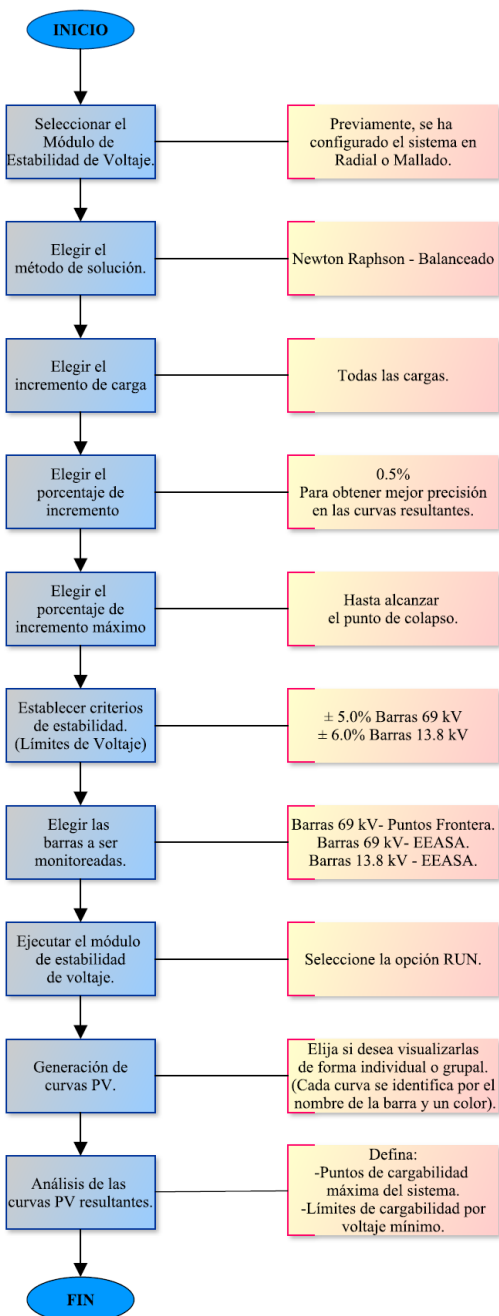 INICIO
Seleccionar el
Módulo de
Estabilidad de Voltaje.
Previamente, se ha
configurado el sistema en
Radial o Mallado.
Elegir el
método de solución.
Newton Raphson - Balanceado
Elegir el
incremento de carga
Todas las cargas.
Elegir el
porcentaje de
incremento
0.5%
Para obtener mejor precisión
en las curvas resultantes.
Elegir el
porcentaje de
incremento máximo
Hasta alcanzar
el punto de colapso.
Establecer criterios
de estabilidad.
(Límites de Voltaje)
± 5.0% Barras 69 kV
± 6.0% Barras 13.8 kV
Elegir las
barras a ser
monitoreadas.
Barras 69 kV- Puntos Frontera.
Barras 69 kV- EEASA.
Barras 13.8 kV - EEASA.
Ejecutar el módulo
de estabilidad
de voltaje.
Seleccione la opción RUN.
Generación de
curvas PV.
Elija si desea visualizarlas
de forma individual o grupal.
(Cada curva se identifica por el
nombre de la barra y un color).
Análisis de las
curvas PV resultantes.
Defina:
-Puntos de cargabilidad
máxima del sistema.
-Límites de cargabilidad por
voltaje mínimo.
FIN